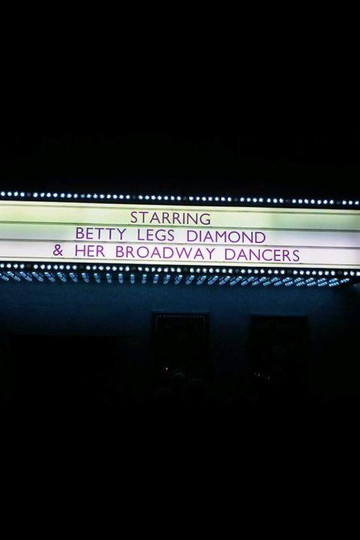 STARRING
BETTY LEGS DIAMOND
& HER BROADWAY DANCERS